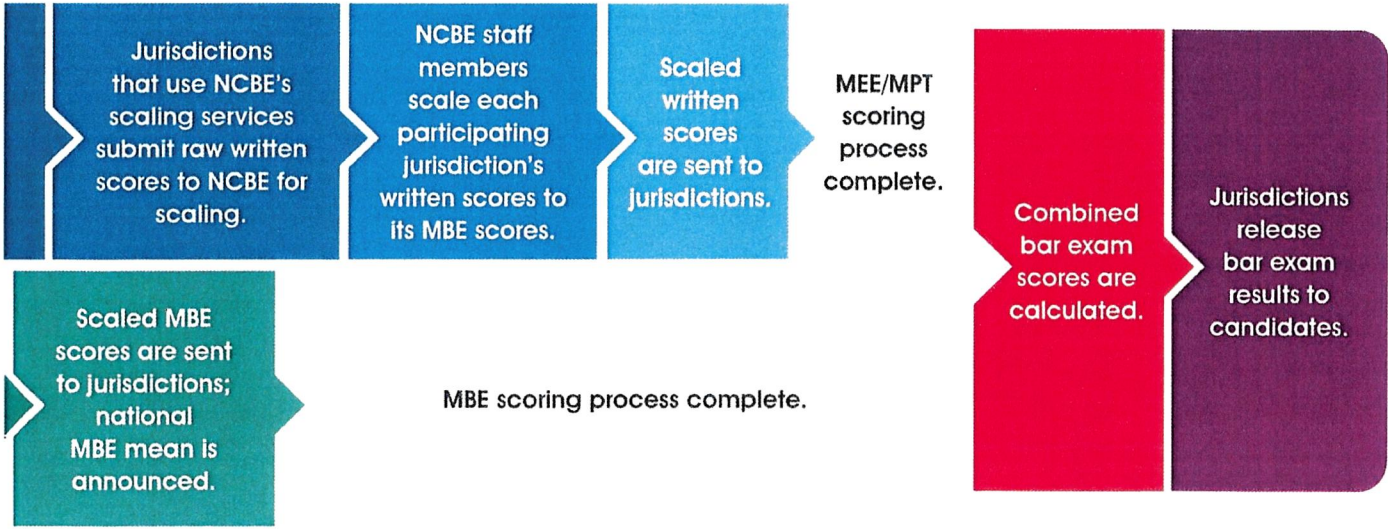 Jurisdictions
that use NCBE's
scaling services
submit raw written
scores to NCBE for
scaling.
NCBE staff
members
scale each
participating
jurisdiction's
written scores to
its MBE scores.
Scaled
written
scores
are sent to
jurisdictions.
MEE/MPT
scoring
process
complete.
Scaled MBE
scores are sent
to jurisdictions;
national
MBE mean is
announced.
MBE scoring process complete.
Combined
bar exam
scores are
calculated.
Jurisdictions
release
bar exam
results to
candidates.